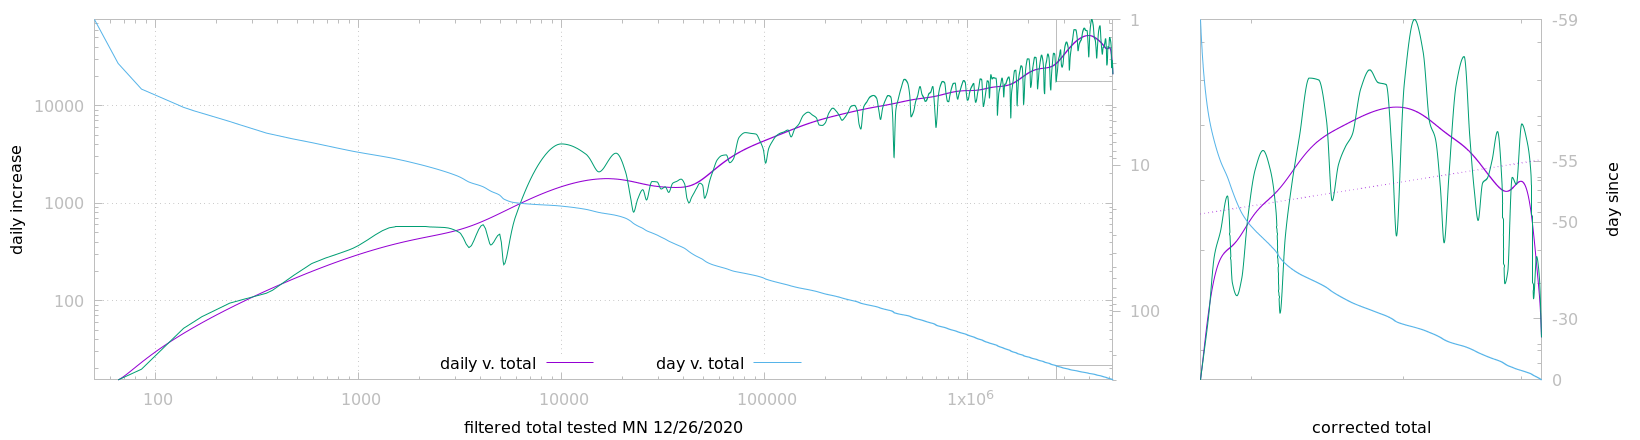 daily increase
10000
1000
100
100
1000
10000
100000
1x10^6
filtered total tested MN 12/26/2020
daily v. total
day v. total
1
10
100
-59
-55
-50
-30
0
day since
corrected total